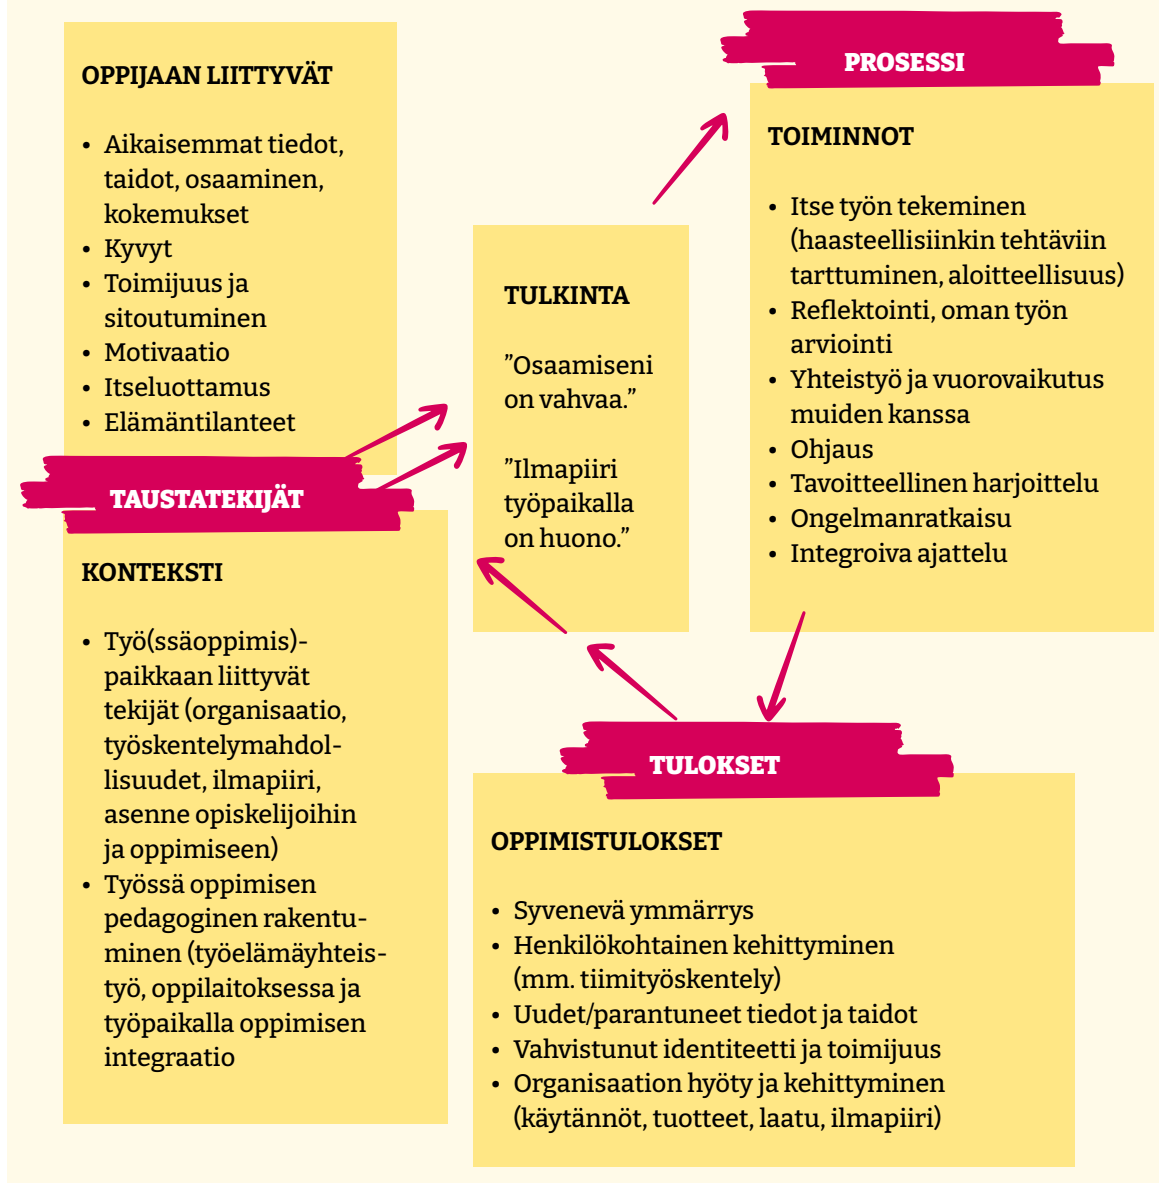 OPPIJAAN LIITTYVÄT
• Aikaisemmat tiedot,
taidot, osaaminen,
kokemukset
• Kyvyt
• Toimijuus ja
sitoutuminen
• Motivaatio
• Itseluottamus
• Elämäntilanteet
TAUSTATEKIJÄT
KONTEKSTI
• Työ(ssäoppimis)-
paikkaan liittyvät
tekijät (organisaatio,
työskentelymahdol-
lisuudet, ilmapiiri,
asenne opiskelijoihin
ja oppimiseen)
• Työssä oppimisen
pedagoginen rakentu-
minen (työelämäyhteis-
työ, oppilaitoksessa ja
työpaikalla oppimisen
integraatio
TULKINTA
”Osaamiseni
on vahvaa.”
”Ilmapiiri
työpaikalla
on huono.”
PROSESSI
TOIMINNOT
• Itse työn tekeminen
(haasteellisiinkin tehtäviin
tarttuminen, aloitteellisuus)
• Reflektointi, oman työn
arviointi
• Yhteistyö ja vuorovaikutus
muiden kanssa
• Ohjaus
• Tavoitteellinen harjoittelu
• Ongelmanratkaisu
• Integroiva ajattelu
TULOKSET
OPPIMISTULOKSET
• Syvenevä ymmärrys
• Henkilökohtainen kehittyminen
(mm. tiimityöskentely)
• Uudet/parantuneet tiedot ja taidot
• Vahvistunut identiteetti ja toimijuus
• Organisaation hyöty ja kehittyminen
(käytännöt, tuotteet, laatu, ilmapiiri)